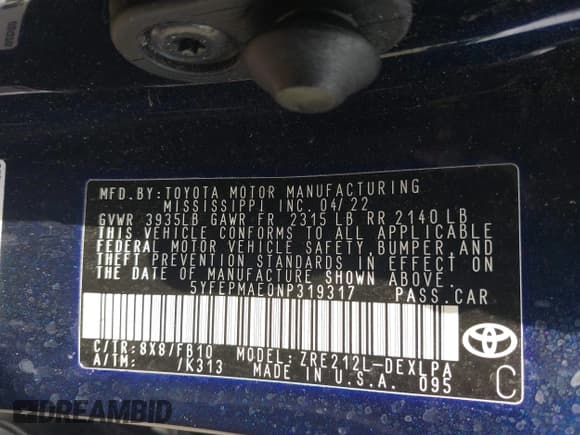 MFD.BY:TOYOTA MOTOR MANUFACTURING
MISSISSIPPI INC. 04/22
GVWR 3935LB GAWR FR. 2315 LB RR 2140 LB
THIS VEHICLE CONFORMS TO ALL APPLICABLE
FEDERAL MOTOR VEHICLE SAFETY, BUMPER AND
THEFT PREVENTION STANDARDS IN EFFECT ON
THE DATE OF MANUFACTURE SHOWN ABOVE.
5YFEPMAE0NP319317 PASS.CAR
C/TR:8X8/FB10 MODEL: ZRE212L-DEXLPA
A/TM: /K313 MADE IN U.S.A. 095
TOYOTA
C
DREAMBID